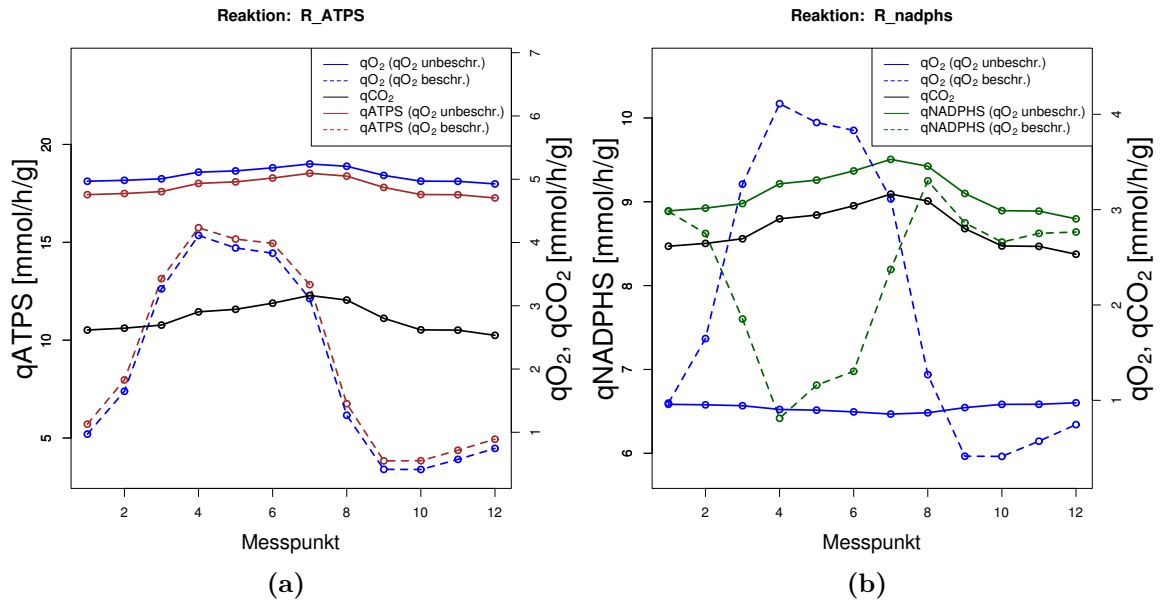 Reaktion: R_ATPS
qO₂ (qO₂ unbeschr.)
qO₂ (qO₂ beschr.)
qCO₂
qATPS (qO₂ unbeschr.)
qATPS (qO₂ beschr.)
qATPS [mmol/h/g]
5 10 15 20
qO₂, qCO₂ [mmol/h/g]
1 2 3 4 5 6 7
2 4 6 8 10 12
Messpunkt
(a)
Reaktion: R_nadphs
qO₂ (qO₂ unbeschr.)
qO₂ (qO₂ beschr.)
qCO₂
qNADPHS (qO₂ unbeschr.)
qNADPHS (qO₂ beschr.)
qNADPHS [mmol/h/g]
6 7 8 9 10
qO₂, qCO₂ [mmol/h/g]
1 2 3 4
2 4 6 8 10 12
Messpunkt
(b)